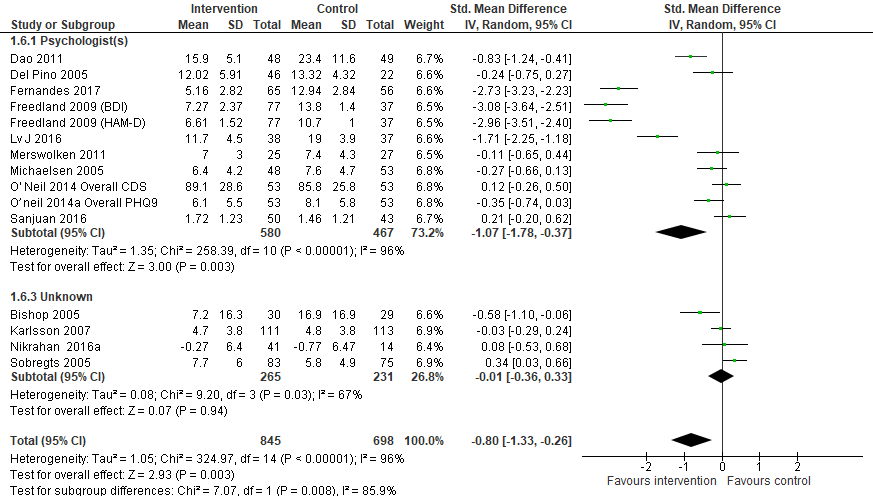 Intervention Control Std. Mean Difference Std. Mean Difference
Study or Subgroup Mean SD Total Mean SD Total Weight IV, Random, 95% CI IV, Random, 95% CI
1.6.1 Psychologist(s)
Dao 2011 15.9 5.1 48 23.4 11.6 49 6.7% -0.83 [-1.24, -0.41]
Del Pino 2005 12.02 5.91 46 13.32 4.32 22 6.6% -0.24 [-0.75, 0.27]
Fernandes 2017 5.16 2.82 65 12.94 2.84 56 6.6% -2.73 [-3.23, -2.23]
Freedland 2009 (BDI) 7.27 2.37 77 13.8 1.4 37 6.5% -3.08 [-3.64, -2.51]
Freedland 2009 (HAM-D) 6.61 1.52 77 10.7 1 37 6.5% -2.96 [-3.51, -2.40]
Lv J 2016 11.7 4.5 38 19 3.9 37 6.6% -1.71 [-2.25, -1.18]
Merswolken 2011 7 3 25 7.4 4.3 27 6.6% -0.11 [-0.65, 0.44]
Michaelsen 2005 6.4 4.2 48 7.6 4.7 53 6.7% -0.27 [-0.66, 0.13]
O' Neil 2014 Overall CDS 89.1 28.6 53 85.8 25.8 53 6.8% 0.12 [-0.26, 0.50]
O'neil 2014a Overall PHQ9 6.1 5.5 53 8.1 5.8 53 6.8% -0.35 [-0.74, 0.03]
Sanjuan 2016 1.72 1.23 50 1.46 1.21 43 6.7% 0.21 [-0.20, 0.62]
Subtotal (95% CI) 580 467 73.2% -1.07 [-1.78, -0.37]
Heterogeneity: Tau² = 1.35; Chi² = 258.39, df = 10 (P < 0.00001); I² = 96%
Test for overall effect: Z = 3.00 (P = 0.003)
1.6.3 Unknown
Bishop 2005 7.2 16.3 30 16.9 16.9 29 6.6% -0.58 [-1.10, -0.06]
Karlsson 2007 4.7 3.8 111 4.8 3.8 113 6.9% -0.03 [-0.29, 0.24]
Nikrahan 2016a -0.27 6.4 41 -0.77 6.47 14 6.4% 0.08 [-0.53, 0.68]
Sobregts 2005 7.7 6 83 5.8 4.9 75 6.8% 0.34 [0.03, 0.66]
Subtotal (95% CI) 265 231 26.8% -0.01 [-0.36, 0.33]
Heterogeneity: Tau² = 0.08; Chi² = 9.20, df = 3 (P = 0.03); I² = 67%
Test for overall effect: Z = 0.07 (P = 0.94)
Total (95% CI) 845 698 100.0% -0.80 [-1.33, -0.26]
Heterogeneity: Tau² = 1.05; Chi² = 324.97, df = 14 (P < 0.00001); I² = 96%
-2 -1 0 1 2
Test for overall effect: Z = 2.93 (P = 0.003)
Favours intervention Favours control
Test for subgroup differences: Chi² = 7.07, df = 1 (P = 0.008), I² = 85.9%